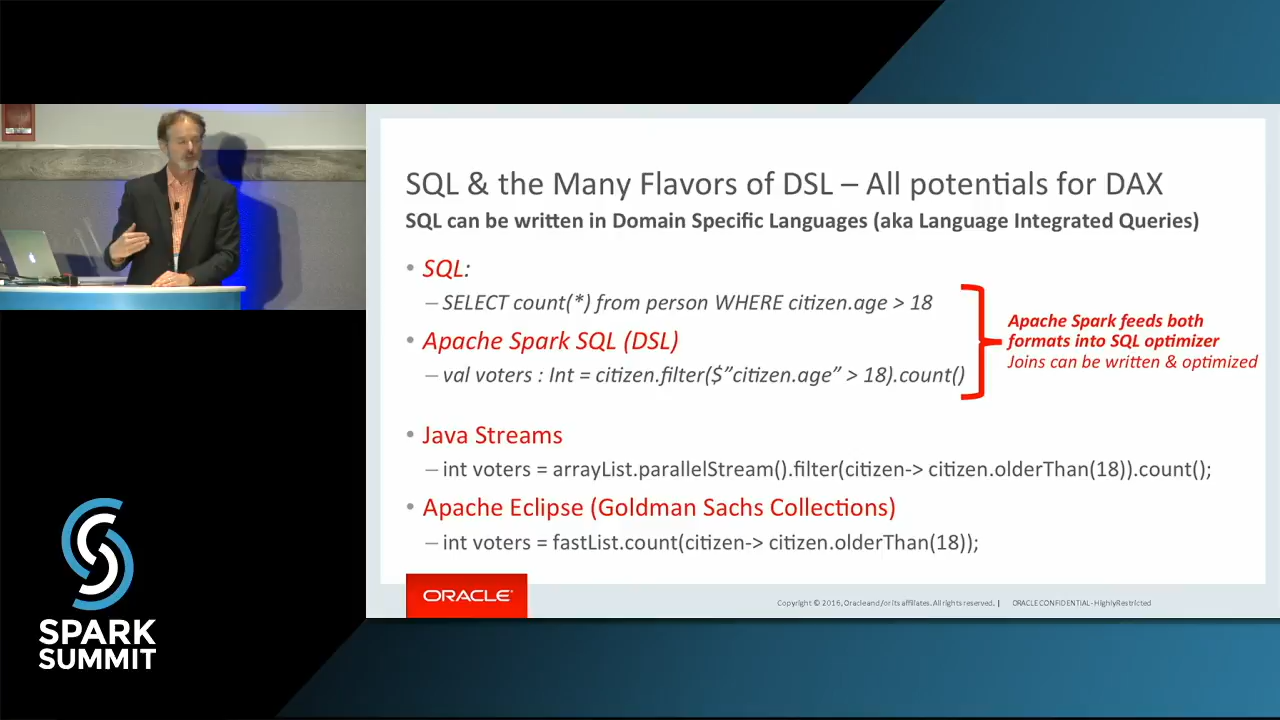 SQL & the Many Flavors of DSL – All potentials for DAX
SQL can be written in Domain Specific Languages (aka Language Integrated Queries)
• SQL:
– SELECT count(*) from person WHERE citizen.age > 18
• Apache Spark SQL (DSL)
– val voters : Int = citizen.filter($”citizen.age” > 18).count()
Apache Spark feeds both
formats into SQL optimizer
Joins can be written & optimized
• Java Streams
– int voters = arrayList.parallelStream().filter(citizen-> citizen.olderThan(18)).count();
• Apache Eclipse (Goldman Sachs Collections)
– int voters = fastList.count(citizen-> citizen.olderThan(18));
ORACLE
Copyright © 2016, Oracle and/or its affiliates. All rights reserved. |
ORACLE CONFIDENTIAL - Highly Restricted
SPARK
SUMMIT